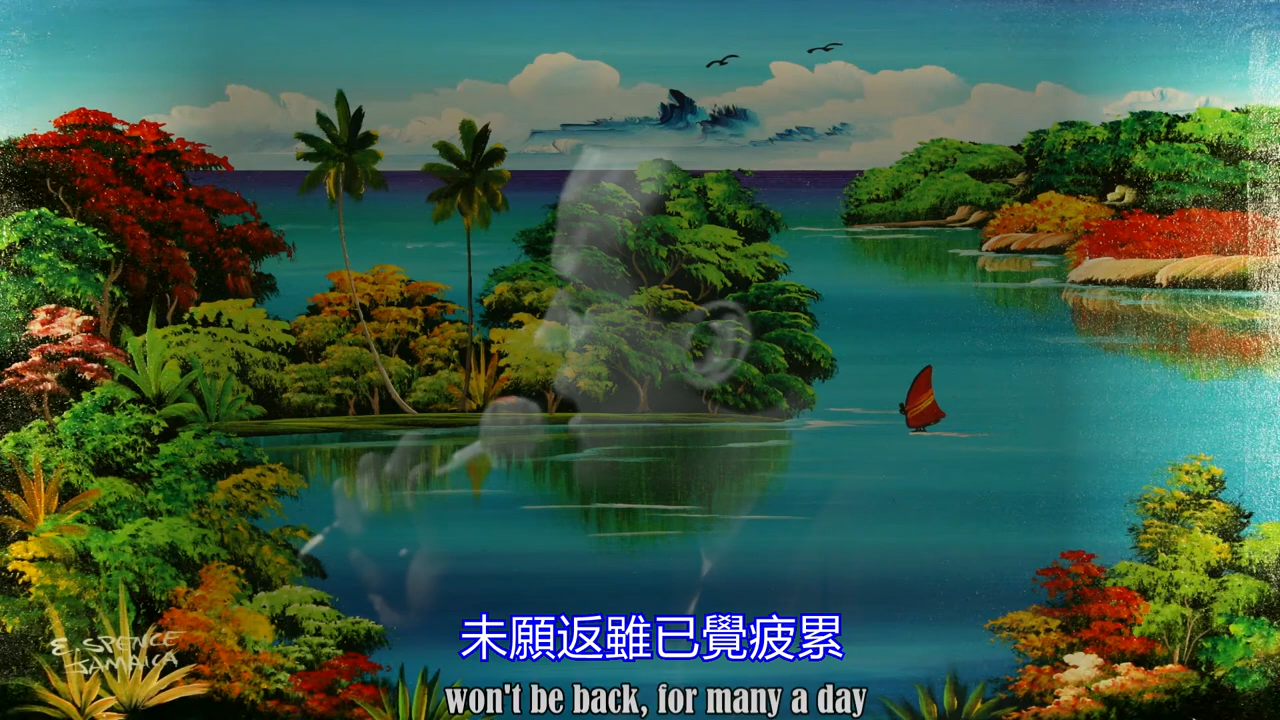 E SPENCE
JAMAICA
未願返雖已覺疲累
won't be back, for many a day